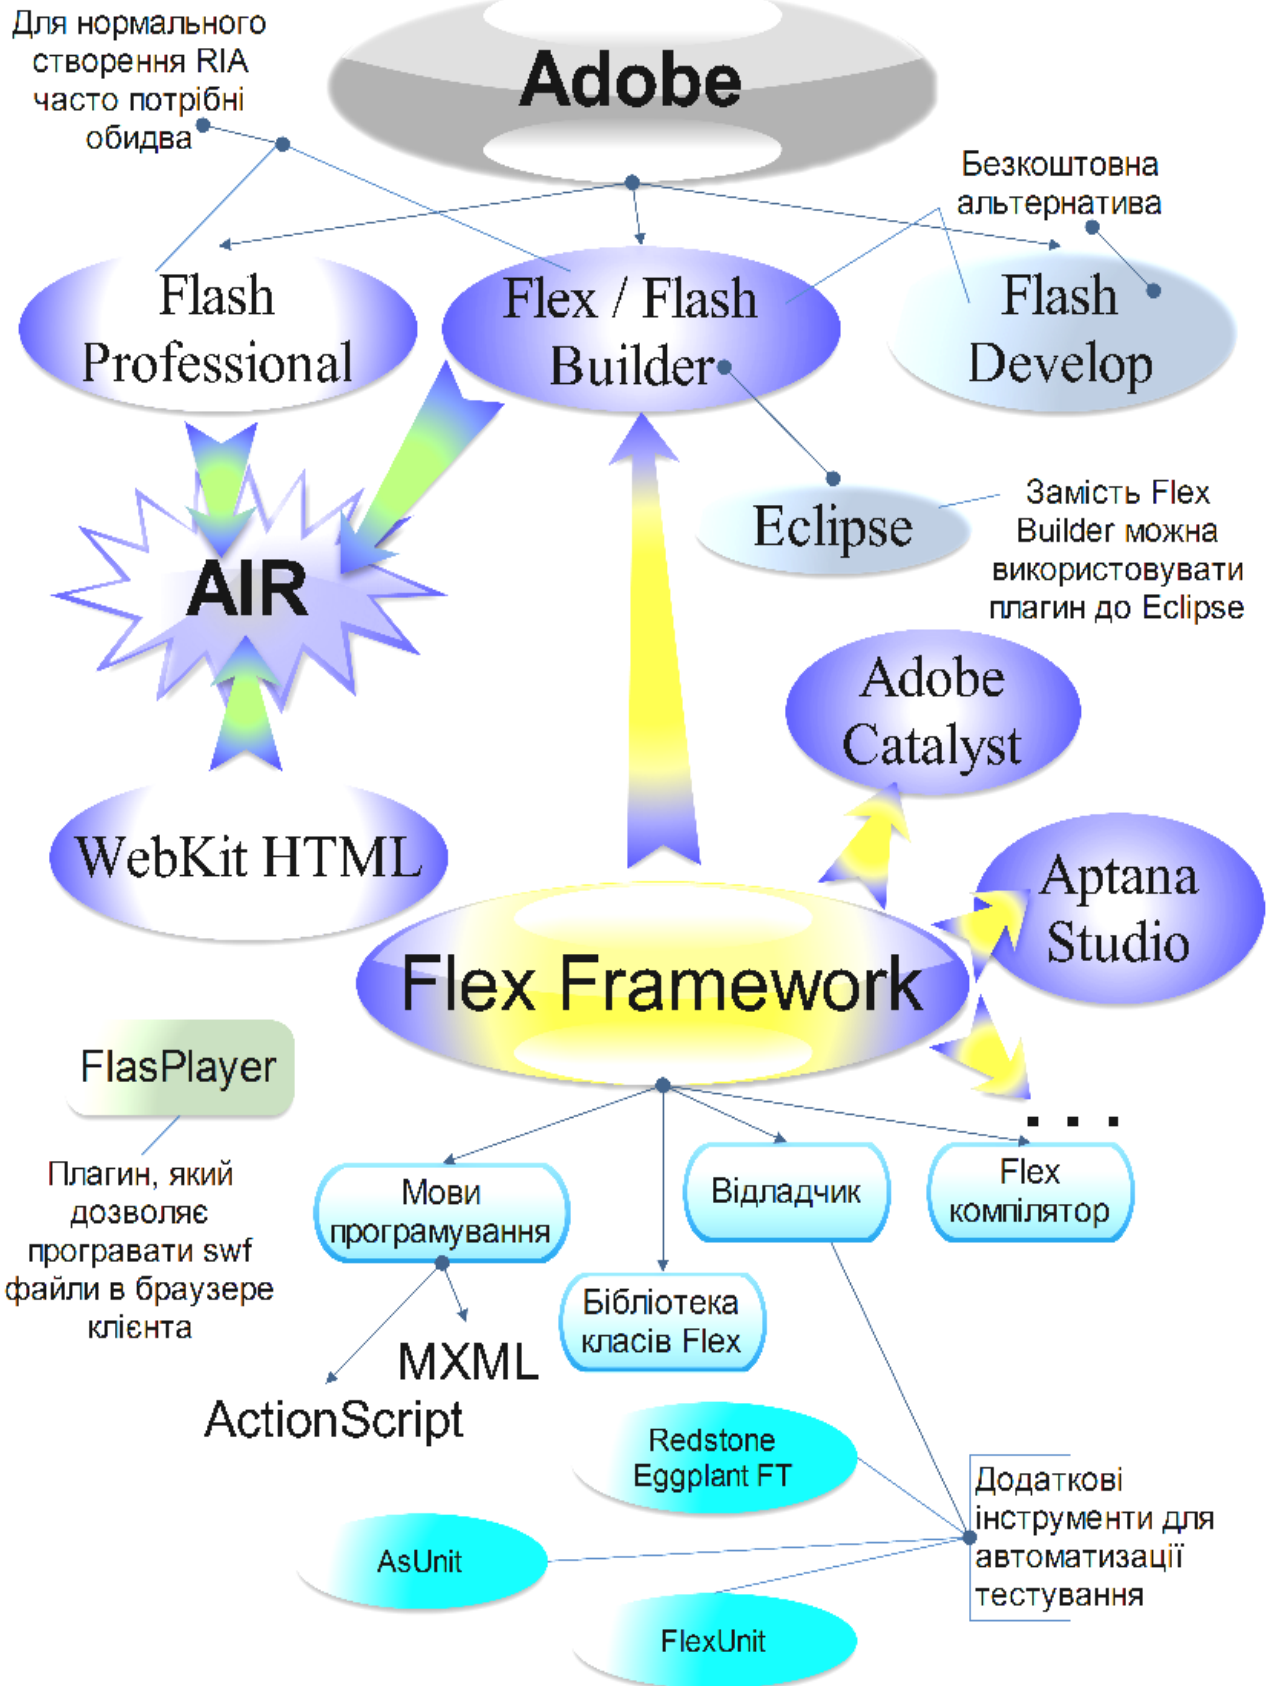 Для нормального
створення RIA
часто потрібні
обидва
Adobe
Безкоштовна
альтернатива
Flash
Professional
Flex / Flash
Builder
Flash
Develop
Eclipse
Замість Flex
Builder можна
використовувати
плагин до Eclipse
AIR
Adobe
Catalyst
WebKit HTML
Aptana
Studio
Flex Framework
FlasPlayer
. . .
Плагин, який
дозволяє
програвати swf
файли в браузере
клієнта
Мови
програмування
Відладчик
Flex
компілятор
Бібліотека
класів Flex
MXML
ActionScript
Redstone
Eggplant FT
Додаткові
інструменти для
автоматизації
тестування
AsUnit
FlexUnit